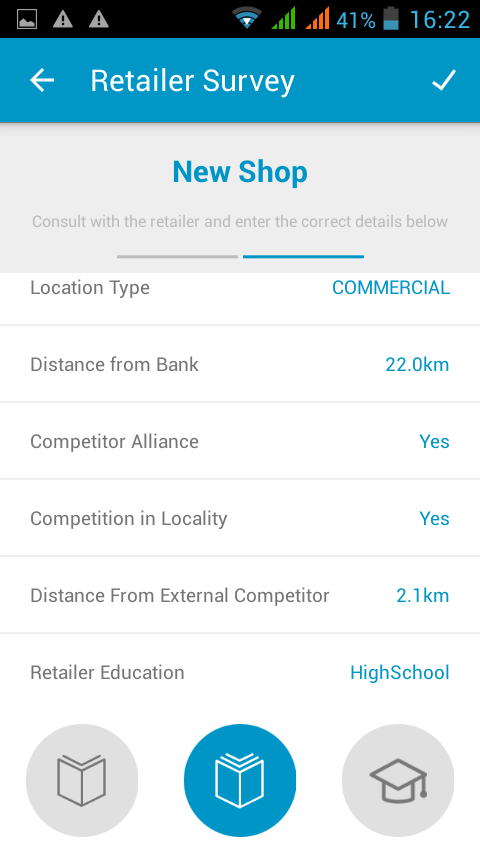 41% 16:22
Retailer Survey
New Shop
Consult with the retailer and enter the correct details below
Location Type COMMERCIAL
Distance from Bank 22.0km
Competitor Alliance Yes
Competition in Locality Yes
Distance From External Competitor 2.1km
Retailer Education HighSchool